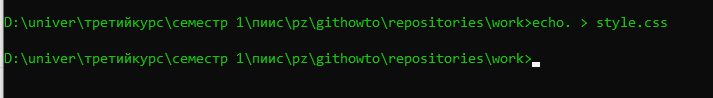 D:\univer\третийкурс\семестр 1\пиис\pz\githowto\repositories\work>echo. > style.css
D:\univer\третийкурс\семестр 1\пиис\pz\githowto\repositories\work>